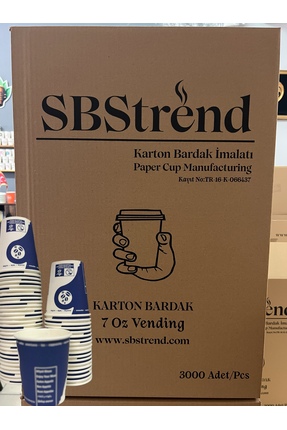 SBStrend
Karton Bardak İmalatı
Paper Cup Manufacturing
Kayıt No:TR-16-K-066437
KARTON BARDAK
7 Oz Vending
www.sbstrend.com
3000 Adet/Pcs